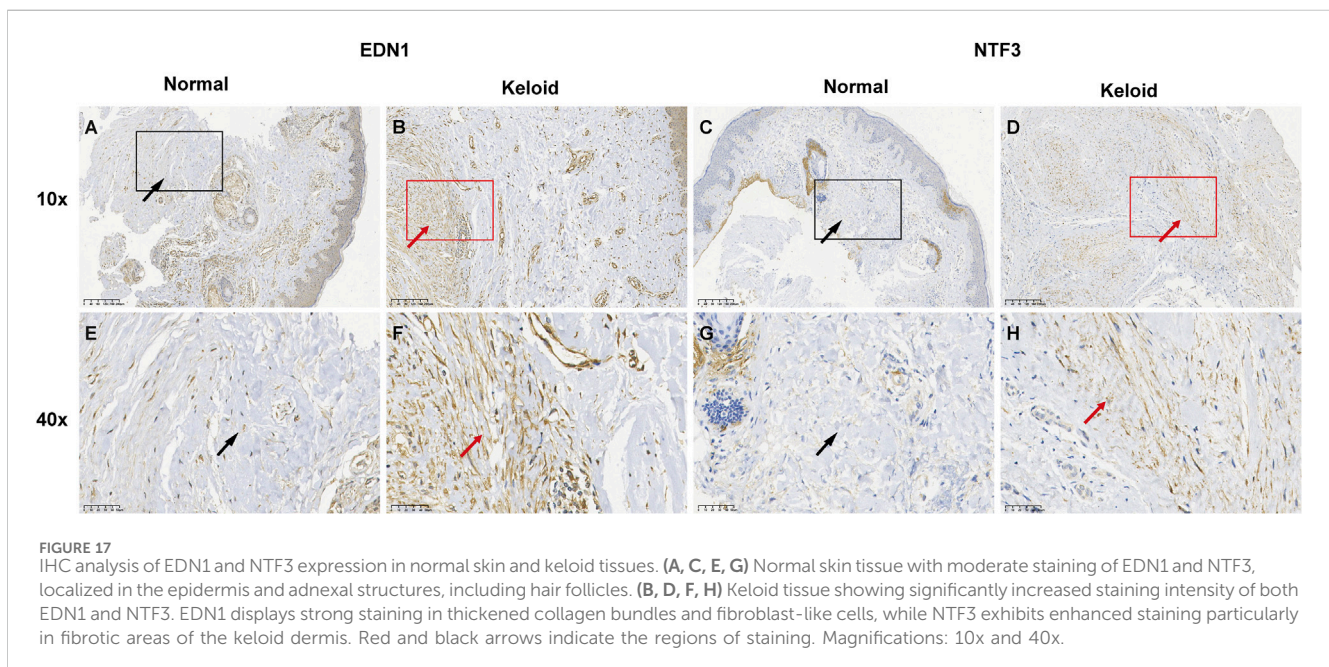 EDN1
NTF3
Normal
Keloid
Normal
Keloid
10x
A
B
C
D
40x
E
F
G
H
FIGURE 17
IHC analysis of EDN1 and NTF3 expression in normal skin and keloid tissues. (A, C, E, G) Normal skin tissue with moderate staining of EDN1 and NTF3,
localized in the epidermis and adnexal structures, including hair follicles. (B, D, F, H) Keloid tissue showing significantly increased staining intensity of both
EDN1 and NTF3. EDN1 displays strong staining in thickened collagen bundles and fibroblast-like cells, while NTF3 exhibits enhanced staining particularly
in fibrotic areas of the keloid dermis. Red and black arrows indicate the regions of staining. Magnifications: 10x and 40x.